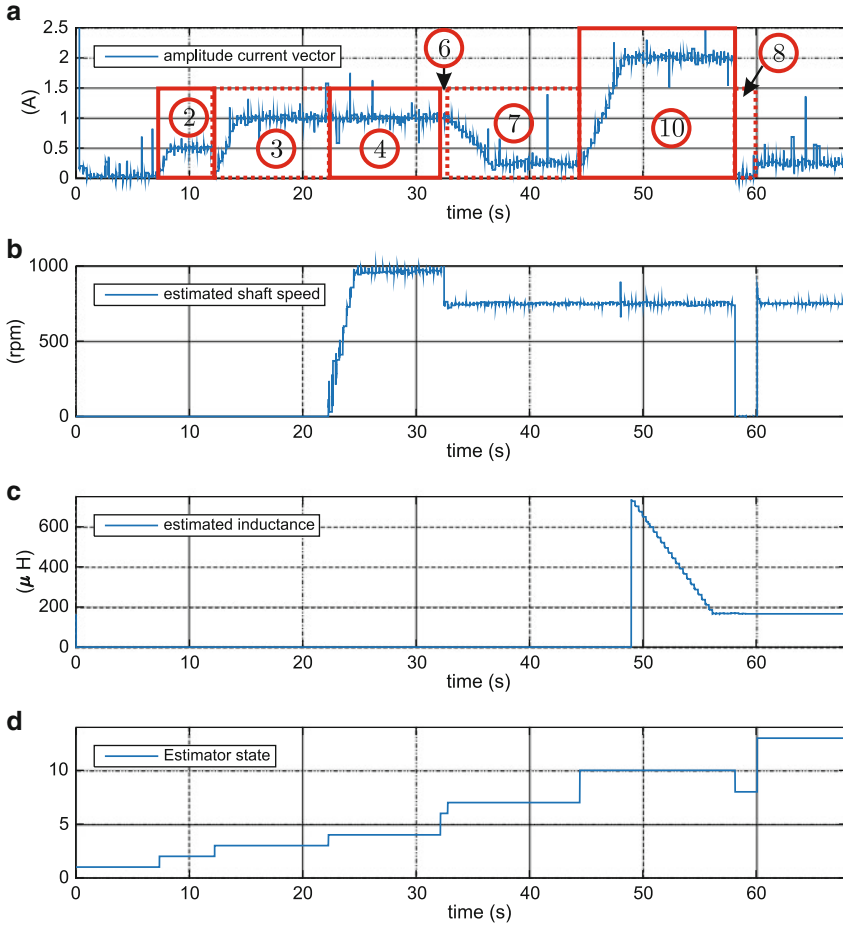 a
amplitude current vector
2.5
2
1.5
1
0.5
0
(A)
2
3
4
6
7
10
8
0 10 20 30 40 50 60
time (s)
b
estimated shaft speed
1000
500
0
(rpm)
0 10 20 30 40 50 60
time (s)
c
estimated inductance
600
400
200
0
(μ H)
0 10 20 30 40 50 60
time (s)
d
Estimator state
10
5
0
0 10 20 30 40 50 60
time (s)